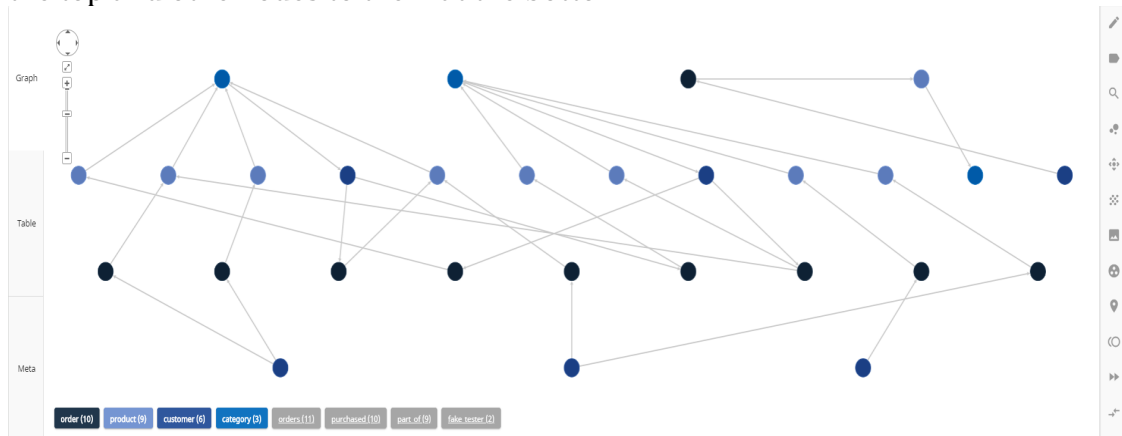 Graph
Table
Meta
order (10) product (9) customer (6) category (3) orders (11) purchased (10) part of (9) fake tester (2)